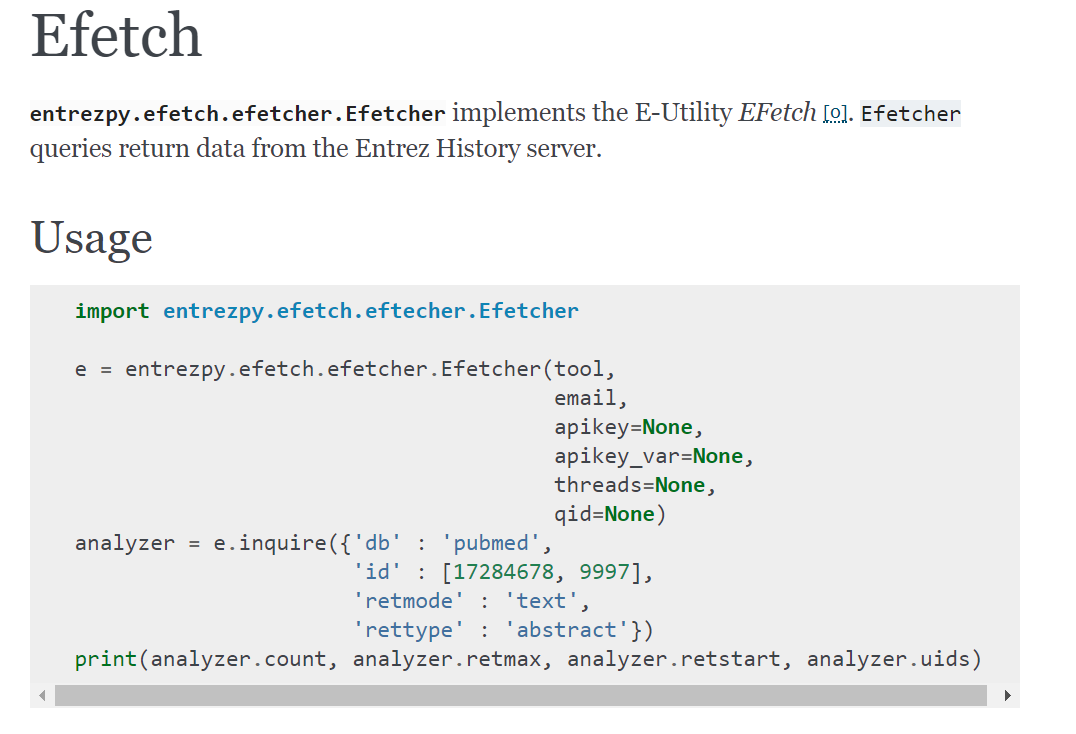 Efetch
entrezpy.efetch.efetcher.Efetcher implements the E-Utility EFetch [o]. Efetcher
queries return data from the Entrez History server.
Usage
import entrezpy.efetch.eftecher.Efetcher
e = entrezpy.efetch.efetcher.Efetcher(tool,
email,
apikey=None,
apikey_var=None,
threads=None,
qid=None)
analyzer = e.inquire({'db' : 'pubmed',
'id' : [17284678, 9997],
'retmode' : 'text',
'rettype' : 'abstract'})
print(analyzer.count, analyzer.retmax, analyzer.retstart, analyzer.uids)